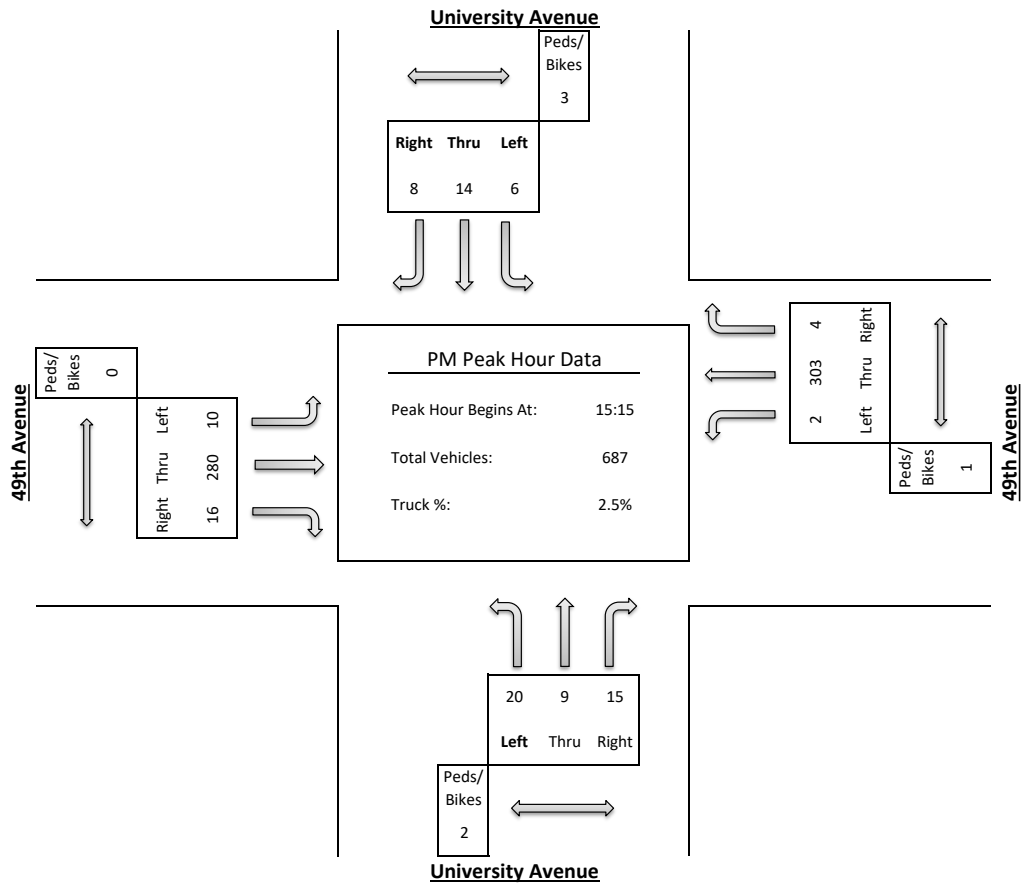 University Avenue
Peds/
Bikes
3
Right Thru Left
8 14 6
49th Avenue
Peds/
Bikes
0
Left 10
Thru 280
Right 16
PM Peak Hour Data
Peak Hour Begins At: 15:15
Total Vehicles: 687
Truck %: 2.5%
4 Right
303 Thru
2 Left
Peds/
Bikes
1
49th Avenue
20 9 15
Left Thru Right
Peds/
Bikes
2
University Avenue